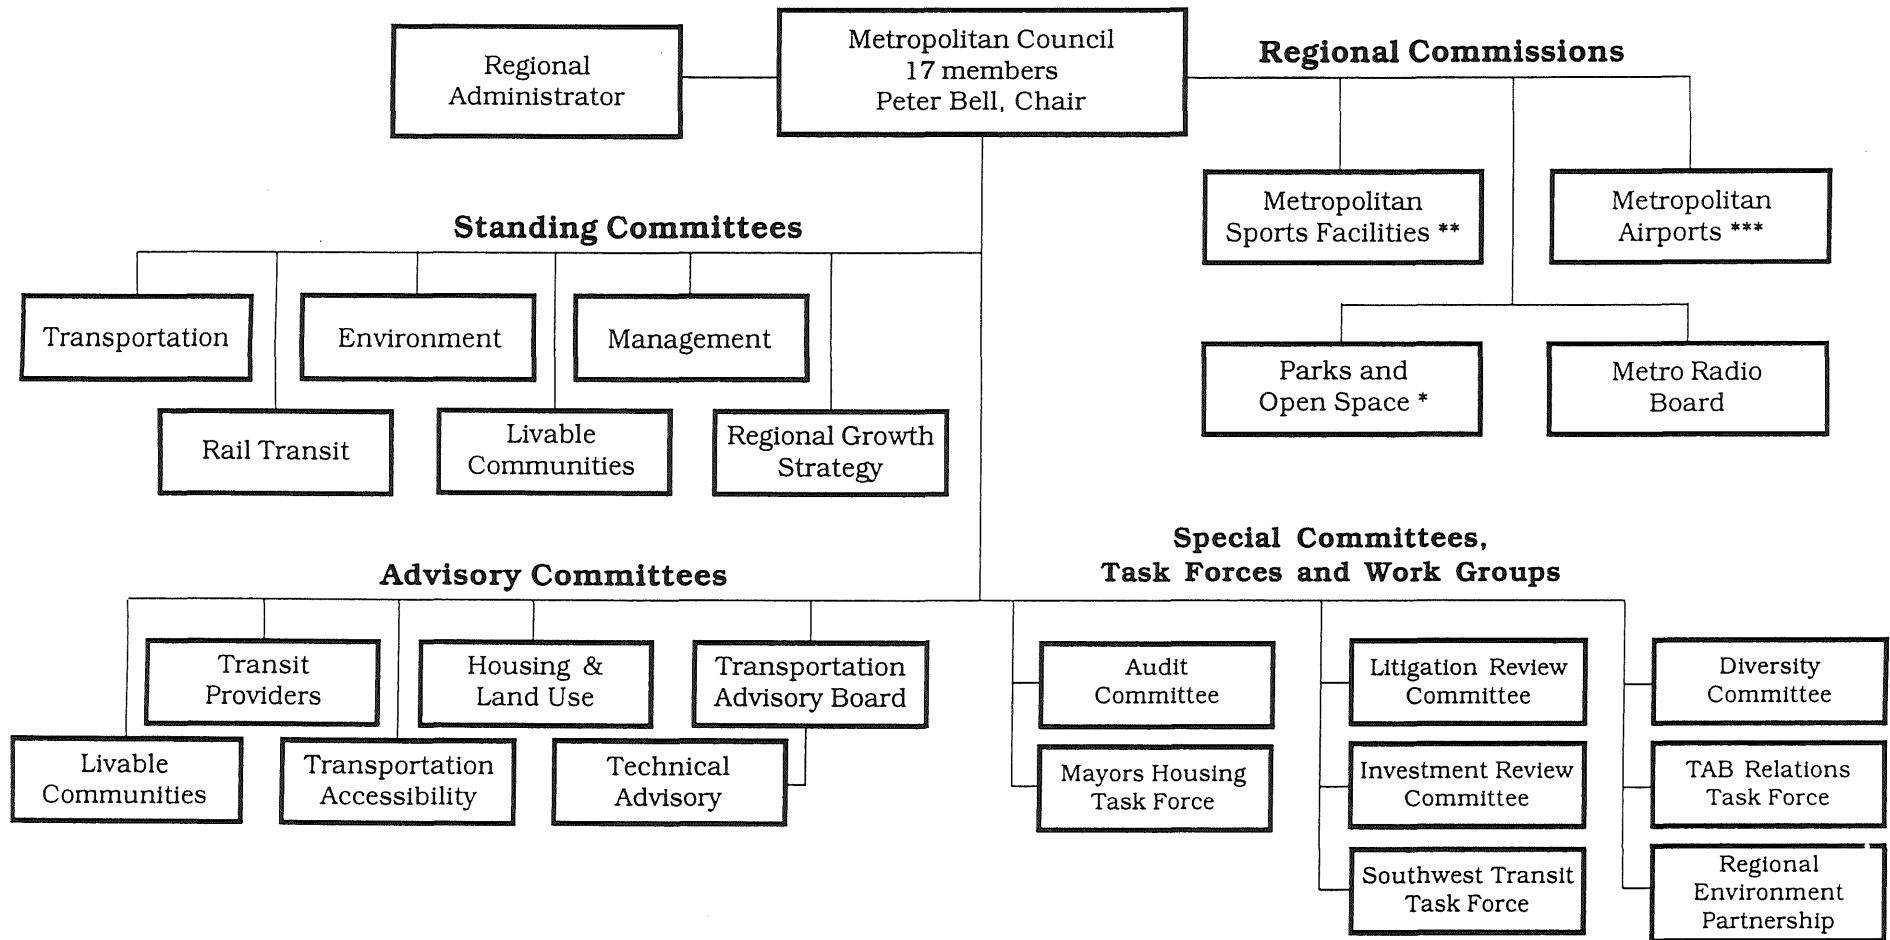 Metropolitan Council
17 members
Peter Bell, Chair
Regional
Administrator
Regional Commissions
Metropolitan
Sports Facilities **
Metropolitan
Airports ***
Parks and
Open Space *
Metro Radio
Board
Standing Committees
Transportation
Environment
Management
Rail Transit
Livable
Communities
Regional Growth
Strategy
Advisory Committees
Transit
Providers
Housing &
Land Use
Transportation
Advisory Board
Livable
Communities
Transportation
Accessibility
Technical
Advisory
Special Committees,
Task Forces and Work Groups
Audit
Committee
Litigation Review
Committee
Diversity
Committee
Mayors Housing
Task Force
Investment Review
Committee
TAB Relations
Task Force
Southwest Transit
Task Force
Regional
Environment
Partnership